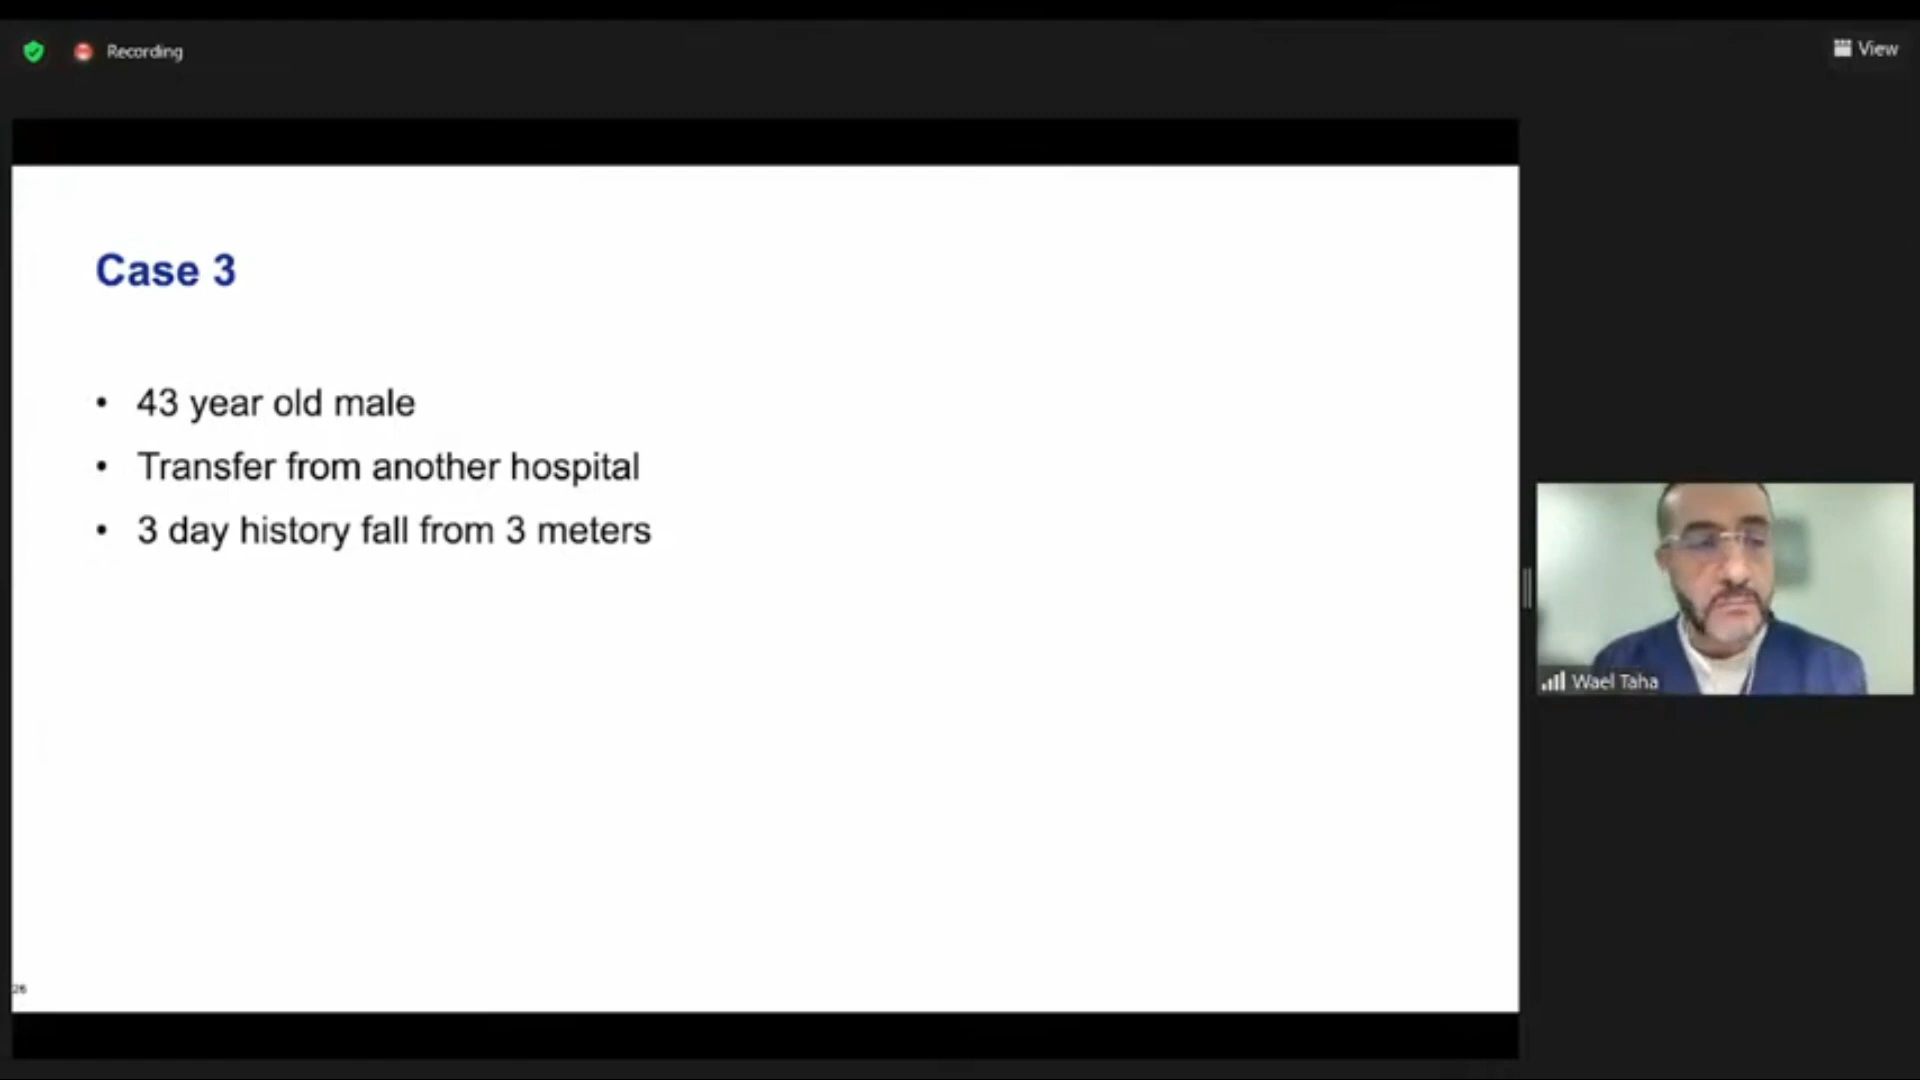 Recording
View
Case 3
• 43 year old male
• Transfer from another hospital
• 3 day history fall from 3 meters
Wael Taha
26